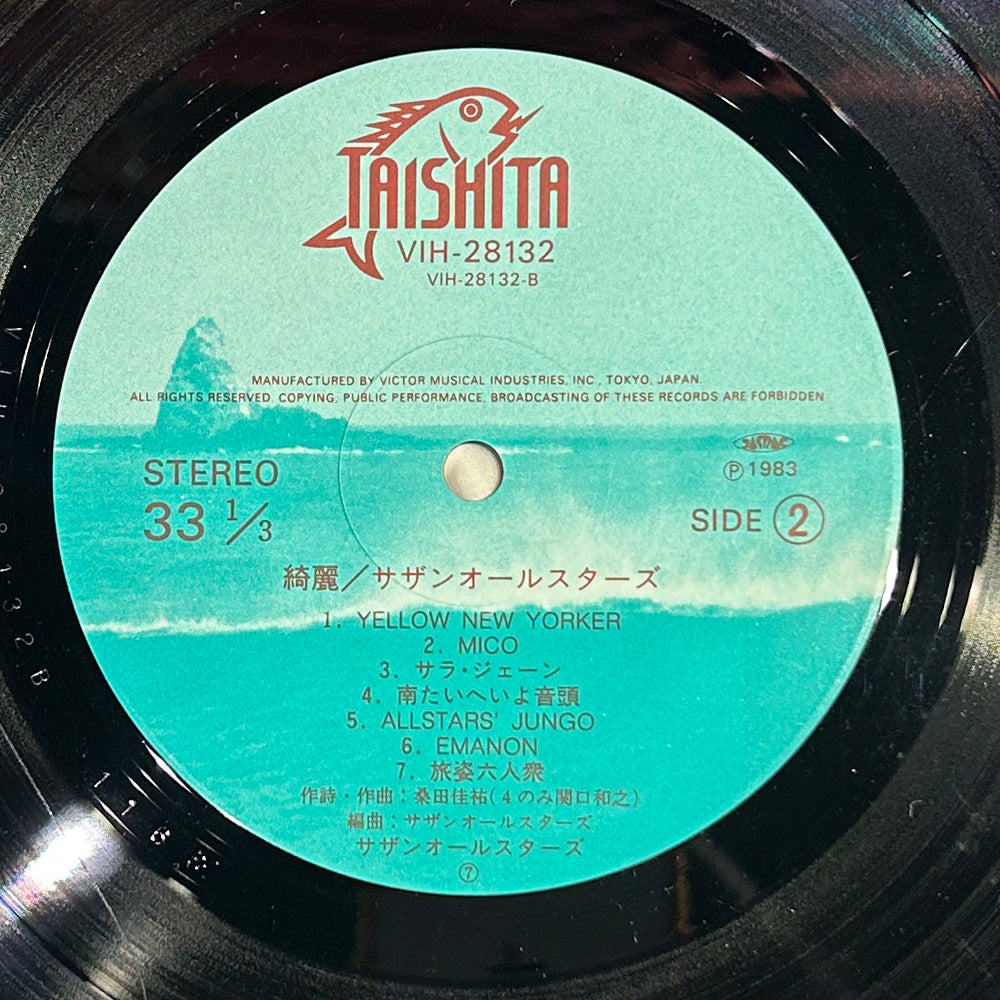 TAISHITA
VIH-28132
VIH-28132-B
MANUFACTURED BY VICTOR MUSICAL INDUSTRIES, INC., TOKYO, JAPAN.
ALL RIGHTS RESERVED. COPYING, PUBLIC PERFORMANCE, BROADCASTING OF THESE RECORDS ARE FORBIDDEN
JASRAC
STEREO
Ⓟ1983
33 1/3
SIDE ②
綺麗/サザンオールスターズ
1. YELLOW NEW YORKER
2. MICO
3. サラ・ジェーン
4. 南たいへいよ音頭
5. ALLSTARS' JUNGO
6. EMANON
7. 旅姿六人衆
作詩・作曲:桑田佳祐(4のみ関口和之)
編曲:サザンオールスターズ
サザンオールスターズ
⑦